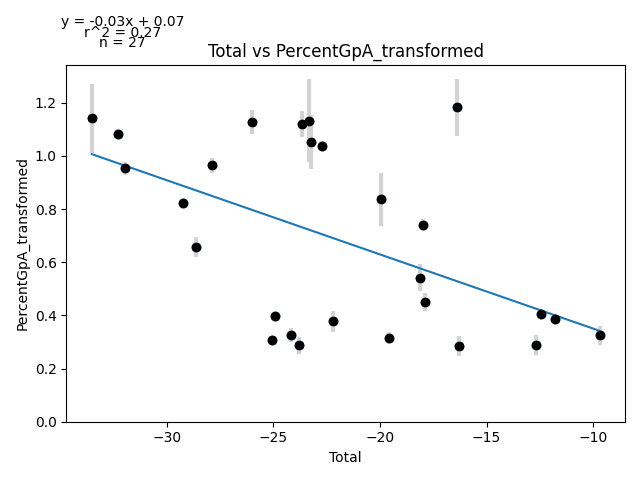 y = -0.03x + 0.07
r^2 = 0.27
n = 27
Total vs PercentGpA_transformed
PercentGpA_transformed
1.2
1.0
0.8
0.6
0.4
0.2
0.0
−30
−25
−20
−15
−10
Total